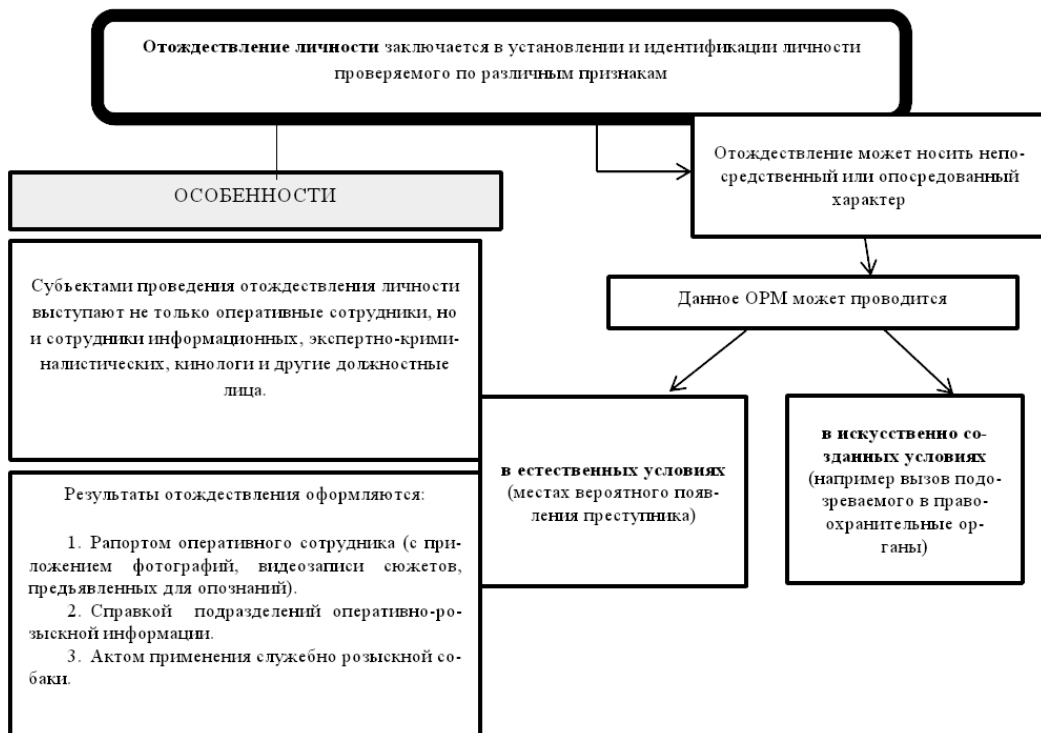 Отождествление личности заключается в установлении и идентификации личности
проверяемого по различным признакам
Отождествление может носить непо-
средственный или опосредованный
характер
ОСОБЕННОСТИ
Субъектами проведения отождествления личности
выступают не только оперативные сотрудники, но
и сотрудники информационных, экспертно-крими-
налистических, кинологи и другие должностные
лица.
Данное ОРМ может проводится
в естественных условиях
(местах вероятного появ-
ления преступника)
в искусственно со-
зданных условиях
(например вызов подо-
зреваемого в право-
охранительные ор-
ганы)
Результаты отождествления оформляются:
1. Рапортом оперативного сотрудника (с при-
ложением фотографий, видеозаписи сюжетов,
предъявленных для опознаний).
2. Справкой подразделений оперативно-ро-
зыскной информации.
3. Актом применения служебно розыскной со-
баки.